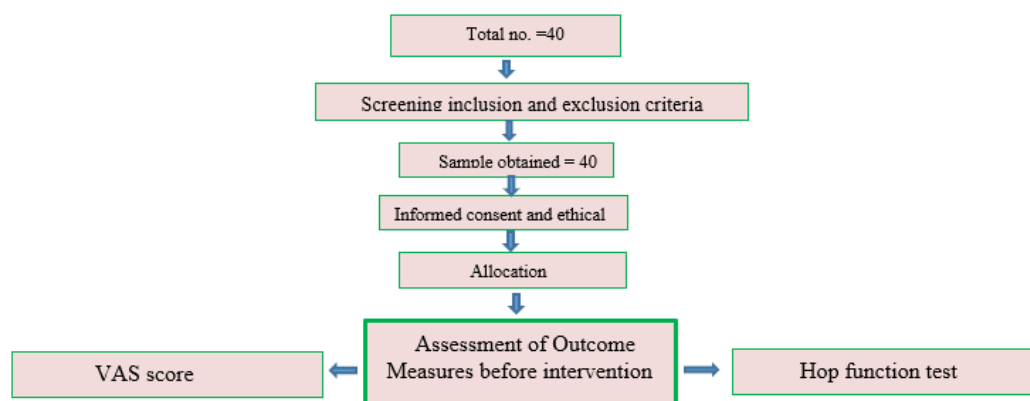 Total no. =40
Screening inclusion and exclusion criteria
Sample obtained = 40
Informed consent and ethical
Allocation
Assessment of Outcome
Measures before intervention
VAS score
Hop function test